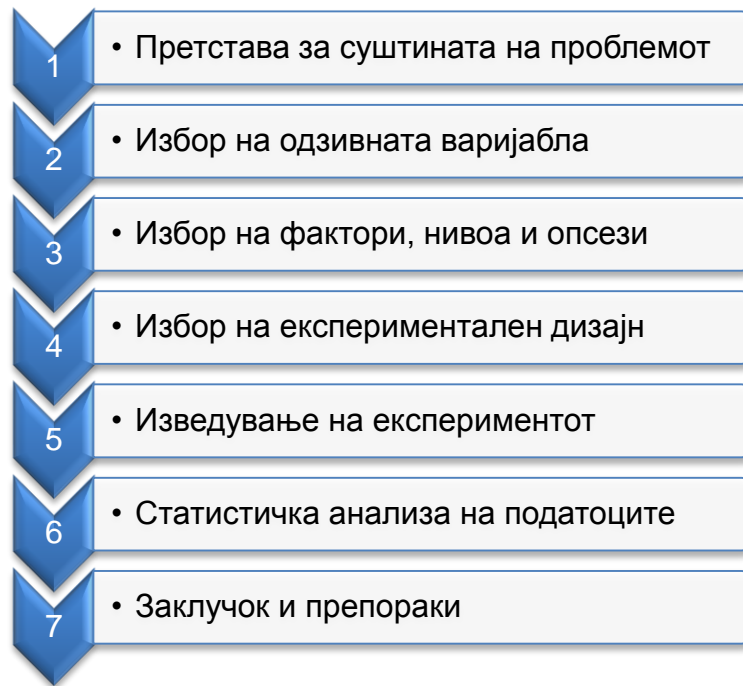 1 • Претстава за суштината на проблемот
2 • Избор на одзивната варијабла
3 • Избор на фактори, нивоа и опсези
4 • Избор на експериментален дизајн
5 • Изведување на експериментот
6 • Статистичка анализа на податоците
7 • Заклучок и препораки